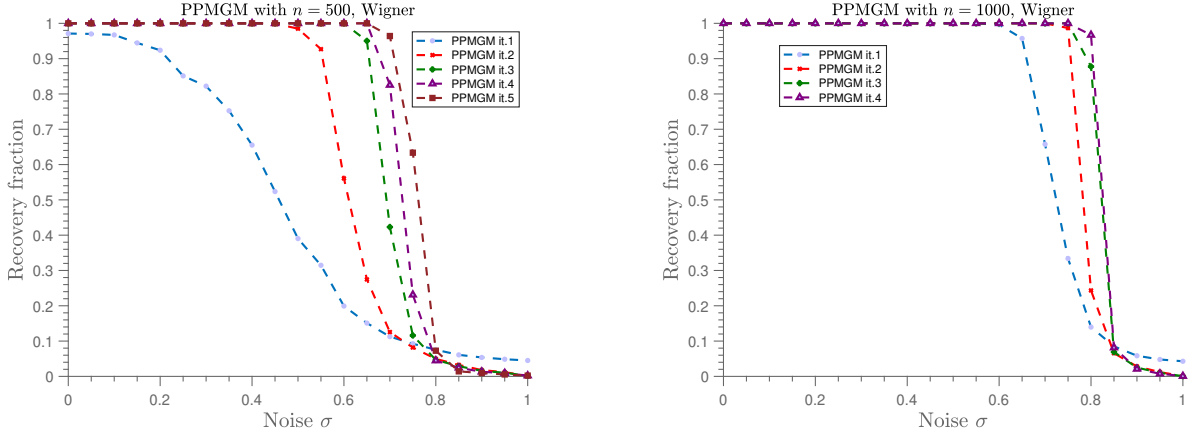 PPMGM with n = 500, Wigner
1
0.9
0.8
0.7
0.6
0.5
0.4
0.3
0.2
0.1
0
Recovery fraction
PPMGM it.1
PPMGM it.2
PPMGM it.3
PPMGM it.4
PPMGM it.5
0 0.2 0.4 0.6 0.8 1
Noise σ
PPMGM with n = 1000, Wigner
1
0.9
0.8
0.7
0.6
0.5
0.4
0.3
0.2
0.1
0
Recovery fraction
PPMGM it.1
PPMGM it.2
PPMGM it.3
PPMGM it.4
0 0.2 0.4 0.6 0.8 1
Noise σ